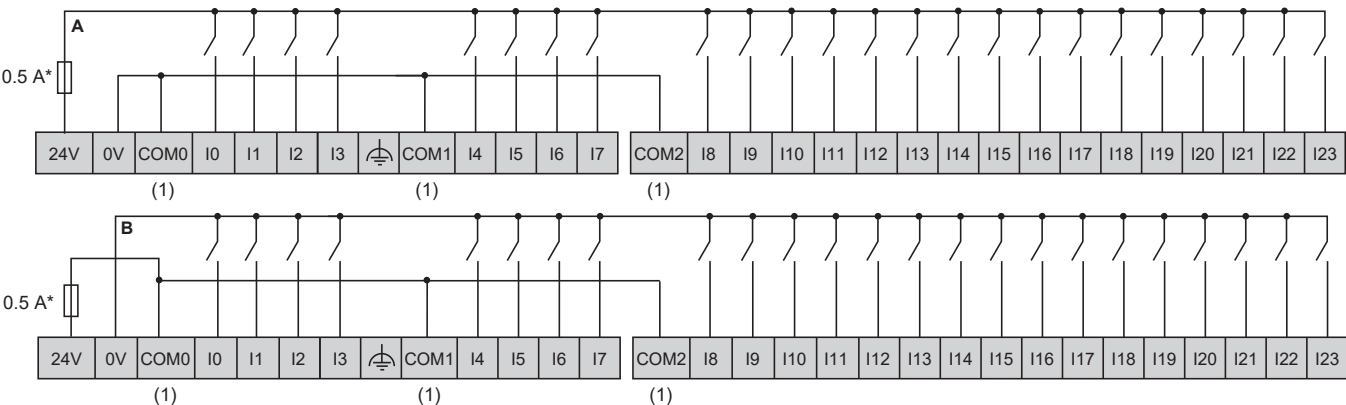 A
0.5 A*
24V 0V COM0 I0 I1 I2 I3 COM1 I4 I5 I6 I7 COM2 I8 I9 I10 I11 I12 I13 I14 I15 I16 I17 I18 I19 I20 I21 I22 I23
(1) (1) (1)
B
0.5 A*
24V 0V COM0 I0 I1 I2 I3 COM1 I4 I5 I6 I7 COM2 I8 I9 I10 I11 I12 I13 I14 I15 I16 I17 I18 I19 I20 I21 I22 I23
(1) (1) (1)